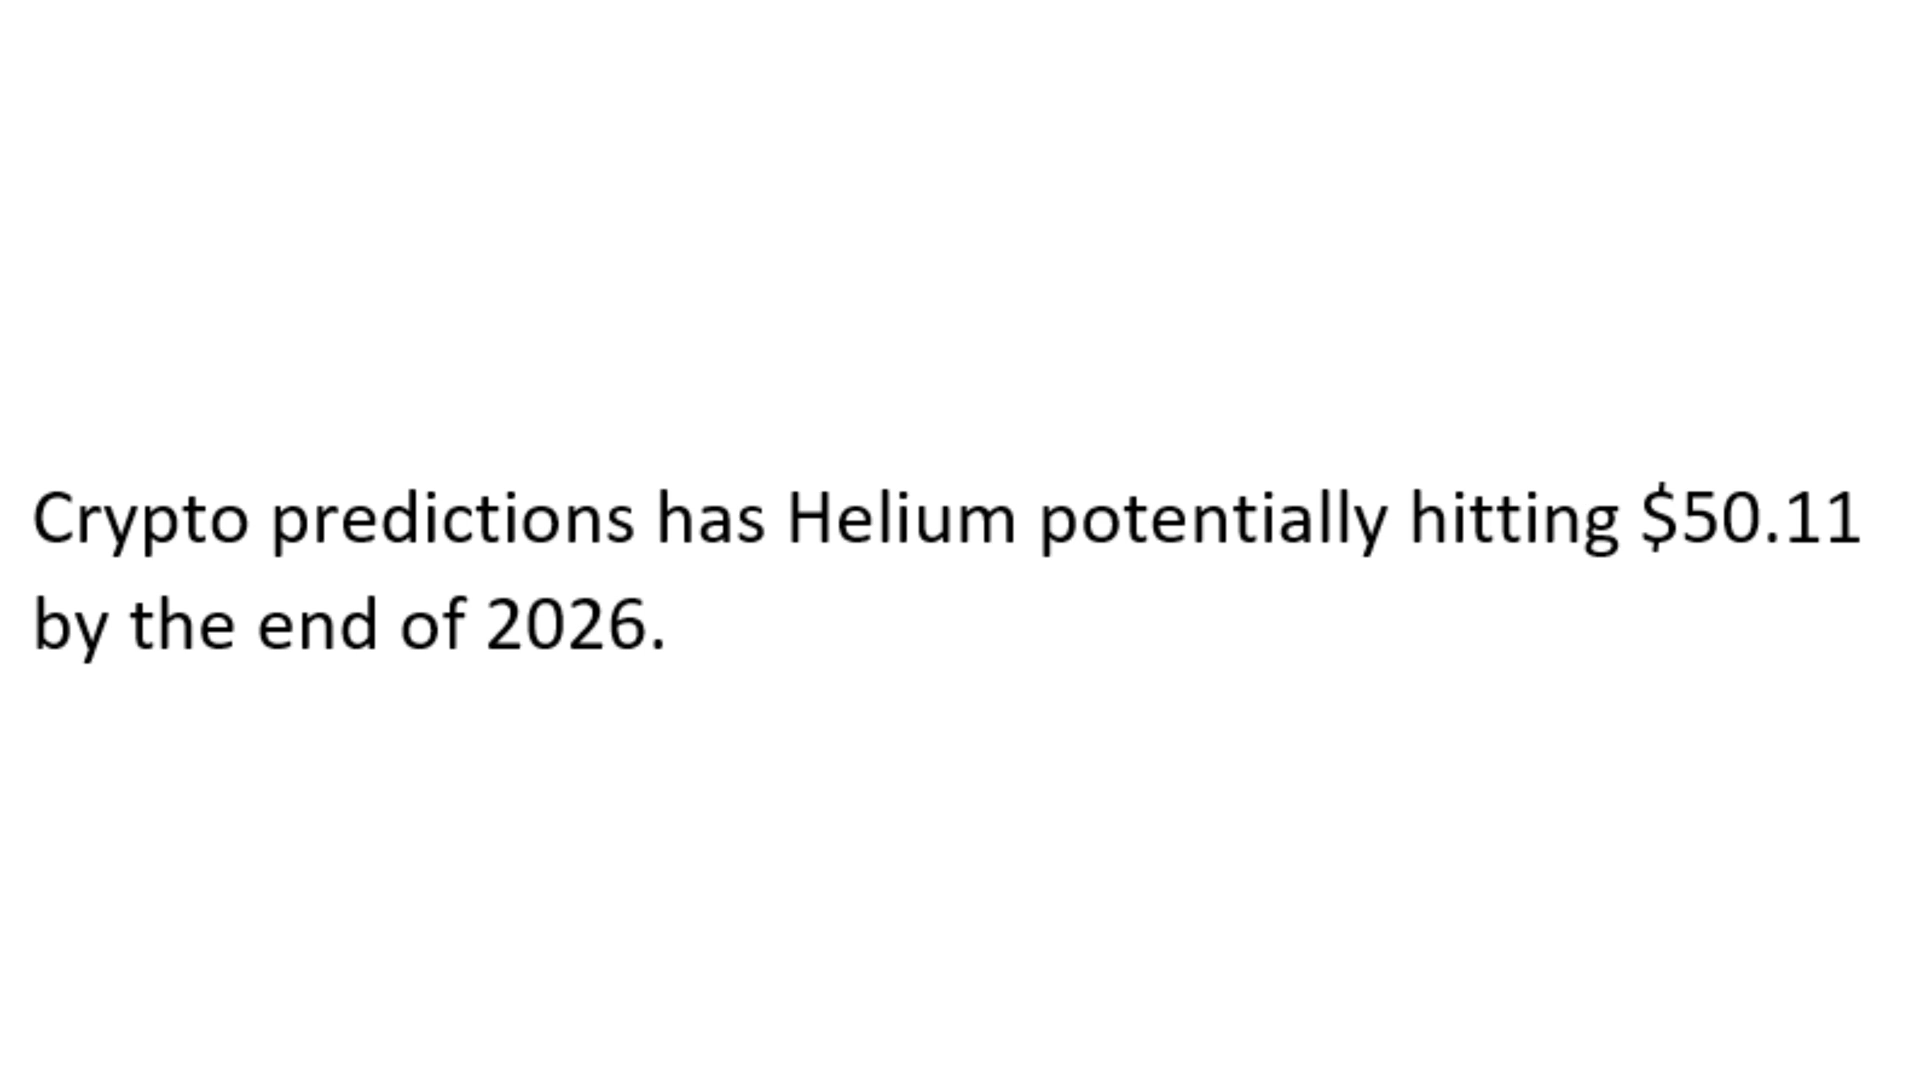 Crypto predictions has Helium potentially hitting $50.11
by the end of 2026.